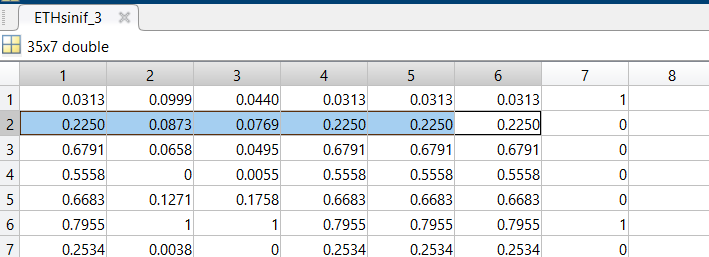 ETHsinif_3
35x7 double
1 2 3 4 5 6 7 8
1 0.0313 0.0999 0.0440 0.0313 0.0313 0.0313 1
2 0.2250 0.0873 0.0769 0.2250 0.2250 0.2250 0
3 0.6791 0.0658 0.0495 0.6791 0.6791 0.6791 0
4 0.5558 0 0.0055 0.5558 0.5558 0.5558 0
5 0.6683 0.1271 0.1758 0.6683 0.6683 0.6683 0
6 0.7955 1 1 0.7955 0.7955 0.7955 1
7 0.2534 0.0038 0 0.2534 0.2534 0.2534 0